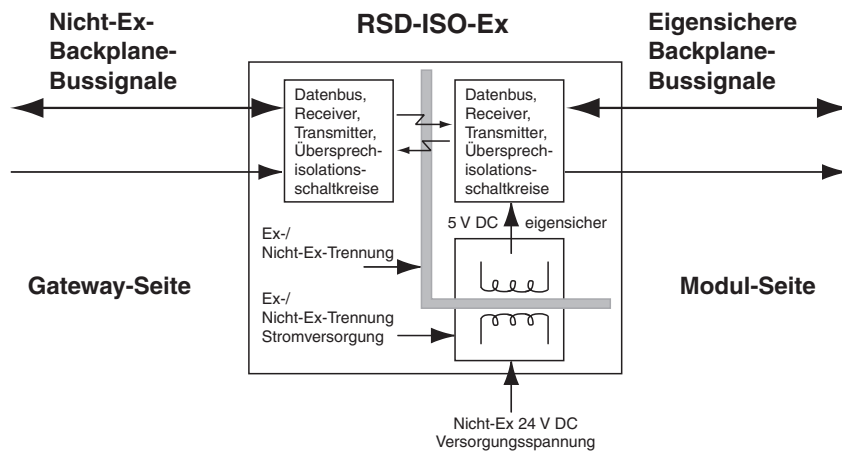 Nicht-Ex-
Backplane-
Bussignale
RSD-ISO-Ex
Eigensichere
Backplane-
Bussignale
Datenbus,
Receiver,
Transmitter,
Übersprech-
isolations-
schaltkreise
Datenbus,
Receiver,
Transmitter,
Übersprech-
isolations-
schaltkreise
5 V DC eigensicher
Ex-/
Nicht-Ex-Trennung
Gateway-Seite
Ex-/
Nicht-Ex-Trennung
Stromversorgung
Modul-Seite
Nicht-Ex 24 V DC
Versorgungsspannung